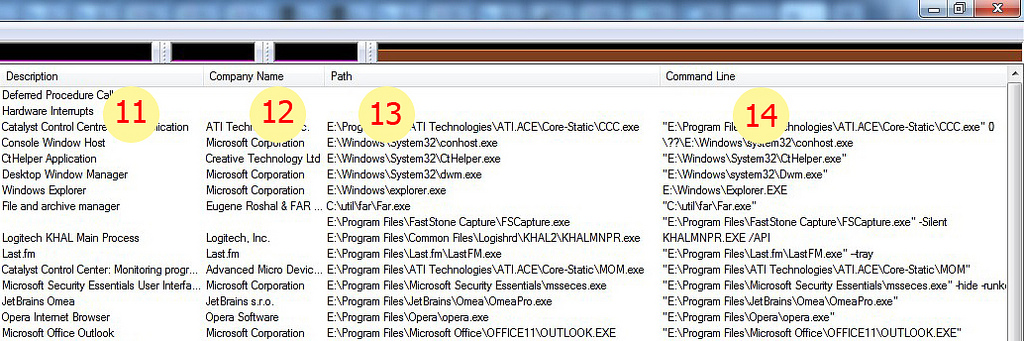 Description Company Name Path Command Line
Deferred Procedure
Hardware Interrupts
11 12 13 14
Catalyst Control Centre ATI E:\ ATI Technologies\ATI.ACE\Core-Static\CCC.exe "E:\Program \ATI.ACE\Core-Static\CCC.exe" 0
Console Window Host Microsoft Corporation E:\Windows\System32\conhost.exe \??\E:\Windows\system32\conhost.exe
CtHelper Application Creative Technology Ltd E:\Windows\System32\CtHelper.exe "E:\Windows\System32\CtHelper.exe"
Desktop Window Manager Microsoft Corporation E:\Windows\System32\dwm.exe "E:\Windows\system32\Dwm.exe"
Windows Explorer Microsoft Corporation E:\Windows\explorer.exe E:\Windows\Explorer.EXE
File and archive manager Eugene Roshal & FAR ... C:\util\far\Far.exe "C:\util\far\Far.exe"
E:\Program Files\FastStone Capture\FSCapture.exe "E:\Program Files\FastStone Capture\FSCapture.exe" -Silent
Logitech KHAL Main Process Logitech, Inc. E:\Program Files\Common Files\Logishrd\KHAL2\KHALMNPR.exe KHALMNPR.EXE /API
Last.fm Last.fm E:\Program Files\Last.fm\LastFM.exe "E:\Program Files\Last.fm\LastFM.exe" --tray
Catalyst Control Center: Monitoring progr... Advanced Micro Devic... E:\Program Files\ATI Technologies\ATI.ACE\Core-Static\MOM.exe "E:\Program Files\ATI Technologies\ATI.ACE\Core-Static\MOM"
Microsoft Security Essentials User Interfa... Microsoft Corporation E:\Program Files\Microsoft Security Essentials\msseces.exe "E:\Program Files\Microsoft Security Essentials\msseces.exe" -hide -runk
JetBrains Omea JetBrains s.r.o. E:\Program Files\JetBrains\Omea\OmeaPro.exe "E:\Program Files\JetBrains\Omea\OmeaPro.exe"
Opera Internet Browser Opera Software E:\Program Files\Opera\opera.exe "E:\Program Files\Opera\opera.exe"
Microsoft Office Outlook Microsoft Corporation E:\Program Files\Microsoft Office\OFFICE11\OUTLOOK.EXE "E:\Program Files\Microsoft Office\OFFICE11\OUTLOOK.EXE"